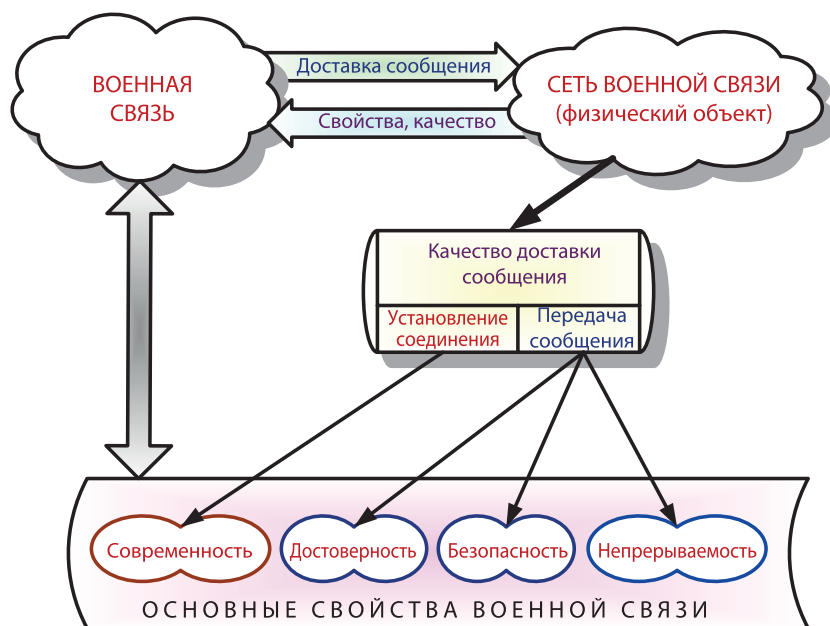 ВОЕННАЯ
СВЯЗЬ
Доставка сообщения
Свойства, качество
СЕТЬ ВОЕННОЙ СВЯЗИ
(физический объект)
Качество доставки
сообщения
Установление
соединения
Передача
сообщения
Современность
Достоверность
Безопасность
Непрерываемость
ОСНОВНЫЕ СВОЙСТВА ВОЕННОЙ СВЯЗИ